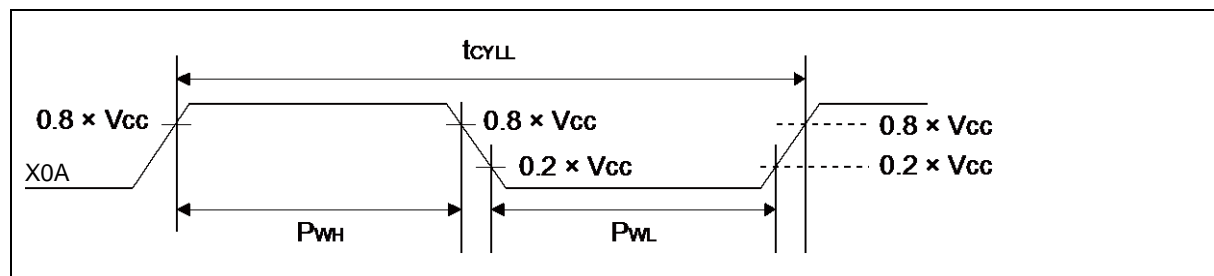 tCYLL
0.8 × VCC
0.8 × VCC
0.8 × VCC
X0A
0.2 × VCC
0.2 × VCC
PWH
PWL